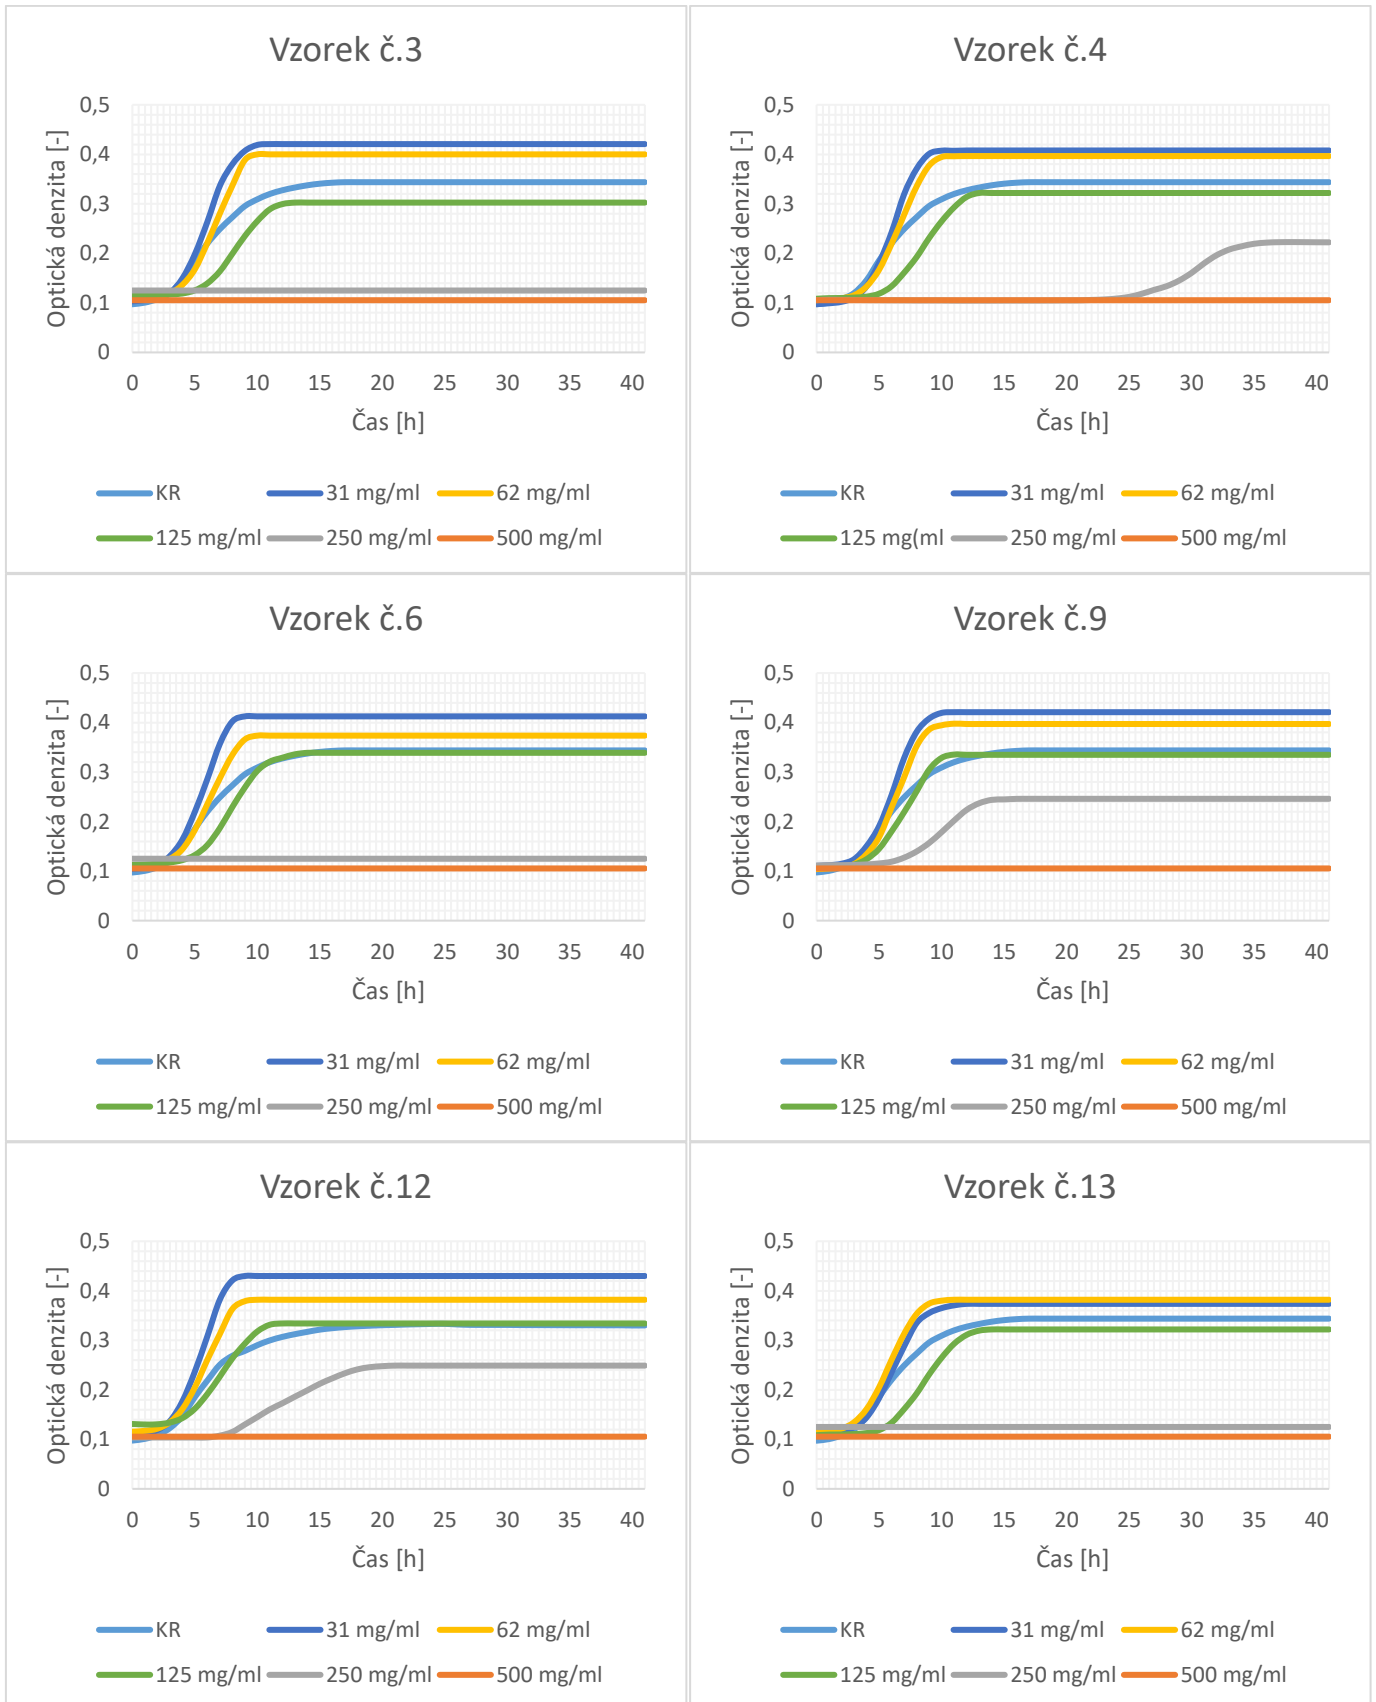 Vzorek č.3
Optická denzita [-]
0,5
0,4
0,3
0,2
0,1
0
0 5 10 15 20 25 30 35 40
Čas [h]
KR 31 mg/ml 62 mg/ml
125 mg/ml 250 mg/ml 500 mg/ml
Vzorek č.4
Optická denzita [-]
0,5
0,4
0,3
0,2
0,1
0
0 5 10 15 20 25 30 35 40
Čas [h]
KR 31 mg/ml 62 mg/ml
125 mg(ml 250 mg/ml 500 mg/ml
Vzorek č.6
Optická denzita [-]
0,5
0,4
0,3
0,2
0,1
0
0 5 10 15 20 25 30 35 40
Čas [h]
KR 31 mg/ml 62 mg/ml
125 mg/ml 250 mg/ml 500 mg/ml
Vzorek č.9
Optická denzita [-]
0,5
0,4
0,3
0,2
0,1
0
0 5 10 15 20 25 30 35 40
Čas [h]
KR 31 mg/ml 62 mg/ml
125 mg/ml 250 mg/ml 500 mg/ml
Vzorek č.12
Optická denzita [-]
0,5
0,4
0,3
0,2
0,1
0
0 5 10 15 20 25 30 35 40
Čas [h]
KR 31 mg/ml 62 mg/ml
125 mg/ml 250 mg/ml 500 mg/ml
Vzorek č.13
Optická denzita [-]
0,5
0,4
0,3
0,2
0,1
0
0 5 10 15 20 25 30 35 40
Čas [h]
KR 31 mg/ml 62 mg/ml
125 mg/ml 250 mg/ml 500 mg/ml